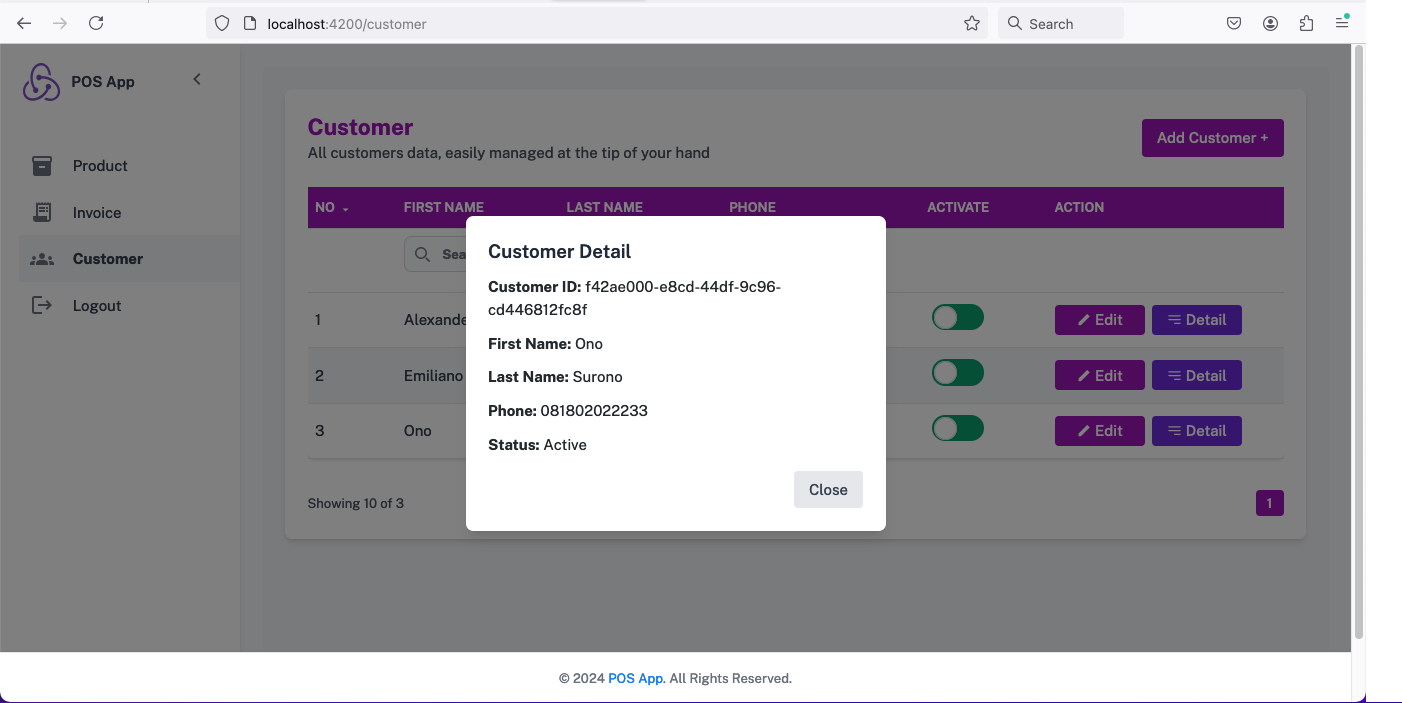 localhost:4200/customer
Search
POS App
Product
Invoice
Customer
Logout
Customer
All customers data, easily managed at the tip of your hand
Add Customer +
NO FIRST NAME LAST NAME PHONE ACTIVATE ACTION
1 Edit Detail
2 Emiliano Edit Detail
3 Ono Edit Detail
Showing 10 of 3
1
Customer Detail
Customer ID: f42ae000-e8cd-44df-9c96-
cd446812fc8f
First Name: Ono
Last Name: Surono
Phone: 081802022233
Status: Active
Close
© 2024 POS App. All Rights Reserved.